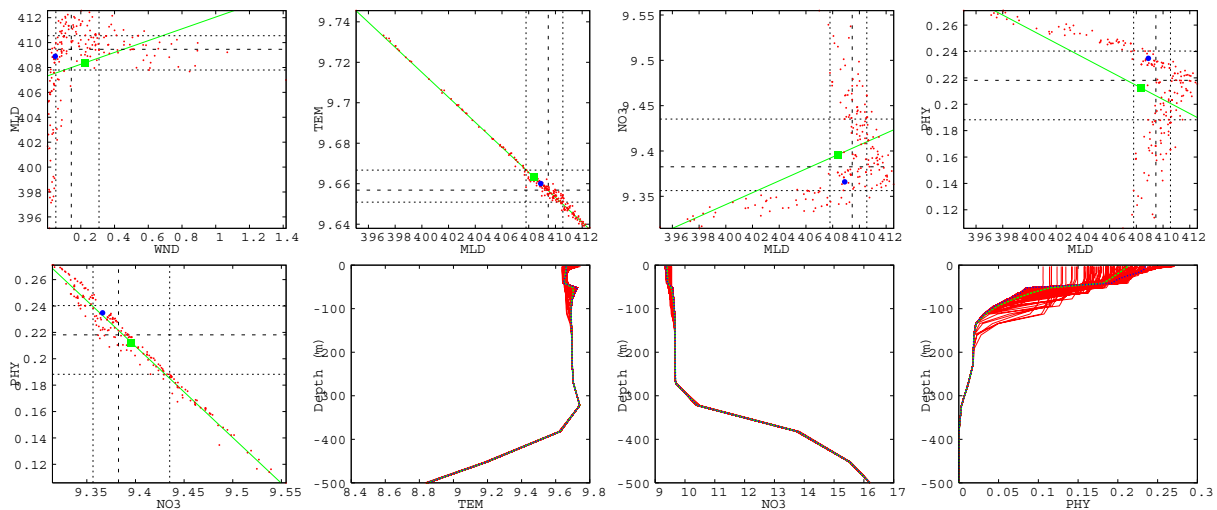 412
410
408
406
404
402
400
398
396
MLD
0.2 0.4 0.6 0.8 1 1.2 1.4
WND
9.74
9.72
9.7
9.68
9.66
9.64
TEM
396 398 400 402 404 406 408 410 412
MLD
9.55
9.5
9.45
9.4
9.35
NO3
396 398 400 402 404 406 408 410 412
MLD
0.26
0.24
0.22
0.2
0.18
0.16
0.14
0.12
PHY
396 398 400 402 404 406 408 410 412
MLD
0.26
0.24
0.22
0.2
0.18
0.16
0.14
0.12
PHY
9.35 9.4 9.45 9.5 9.55
NO3
0
-100
-200
-300
-400
-500
Depth (m)
8.4 8.6 8.8 9 9.2 9.4 9.6 9.8
TEM
0
-100
-200
-300
-400
-500
Depth (m)
9 10 11 12 13 14 15 16 17
NO3
0
-100
-200
-300
-400
-500
Depth (m)
0 0.05 0.1 0.15 0.2 0.25 0.3
PHY